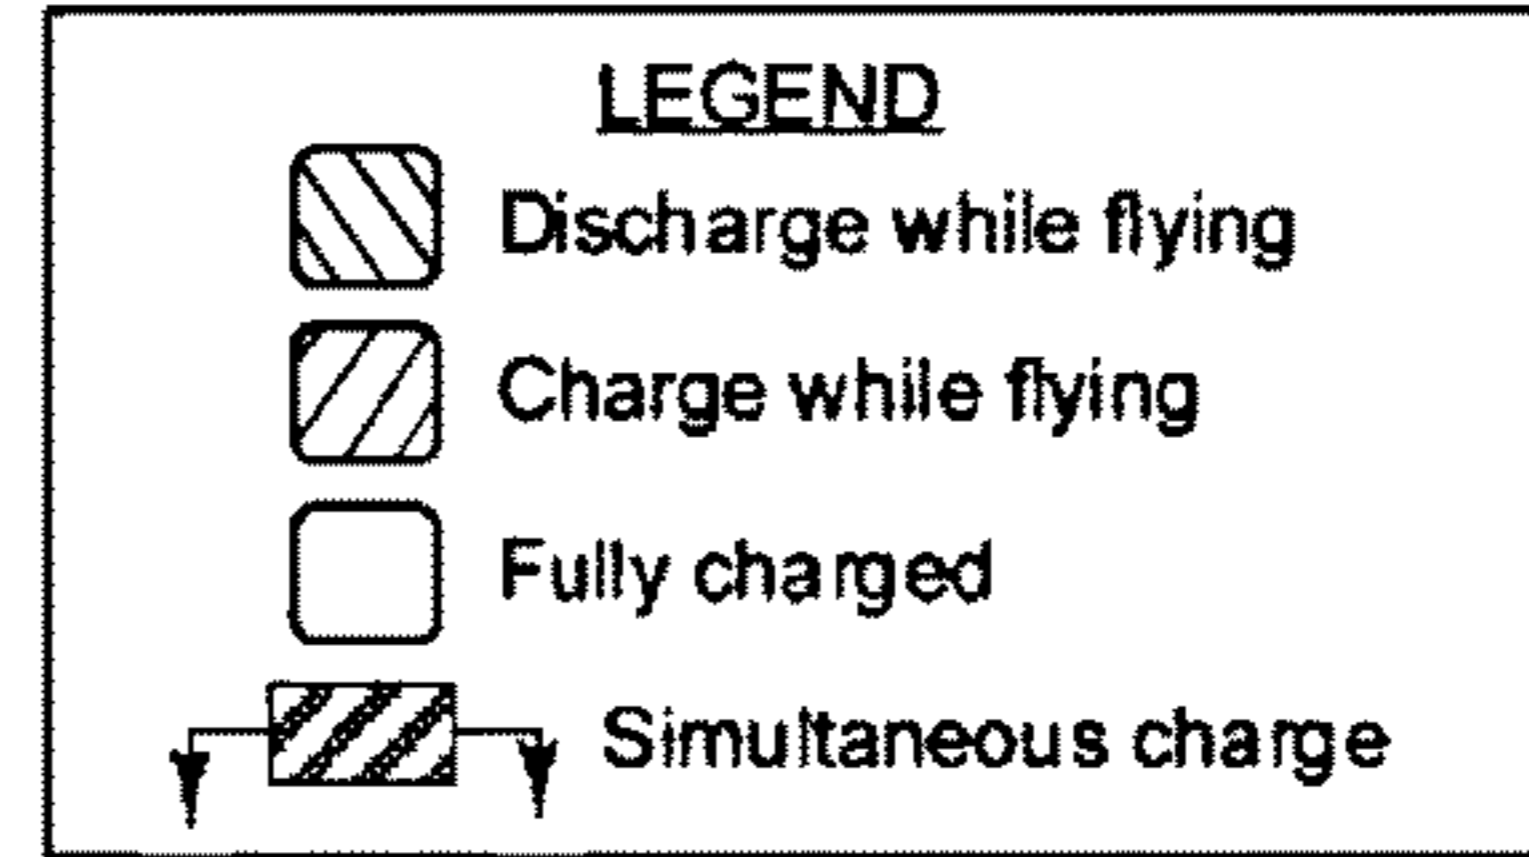 LEGEND
Discharge while flying
Charge while flying
Fully charged
Simultaneous charge